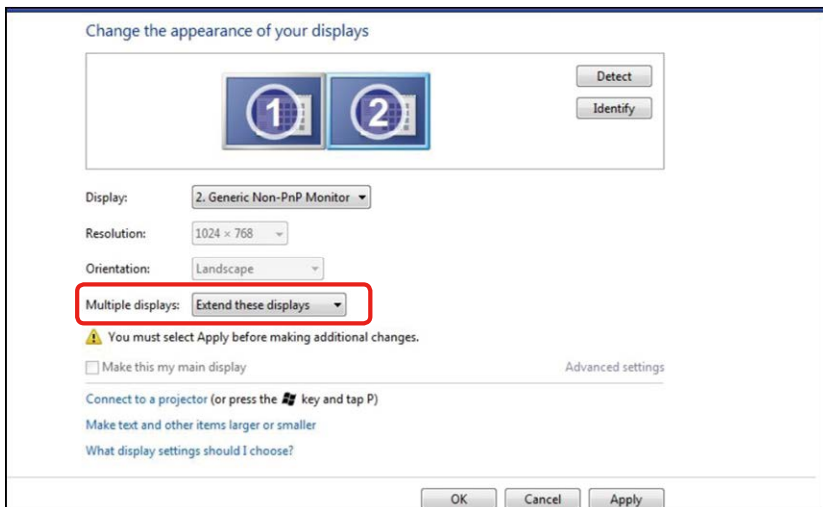 Change the appearance of your displays
1
2
Detect
Identify
Display:
2. Generic Non-PnP Monitor
Resolution:
1024 × 768
Orientation:
Landscape
Multiple displays:
Extend these displays
You must select Apply before making additional changes.
Make this my main display
Advanced settings
Connect to a projector (or press the key and tap P)
Make text and other items larger or smaller
What display settings should I choose?
OK
Cancel
Apply